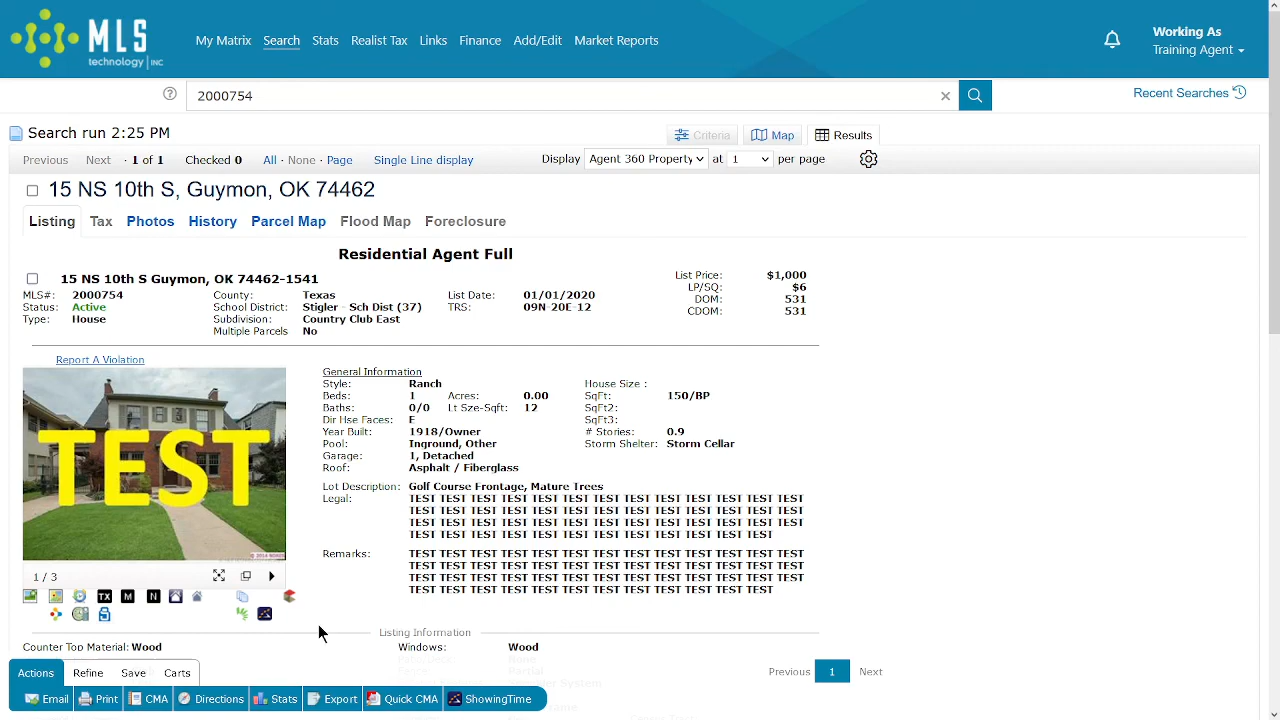 MLS
technology INC
My Matrix Search Stats Realist Tax Links Finance Add/Edit Market Reports
Working As
Training Agent
? 2000754 Recent Searches
Search run 2:25 PM Criteria Map Results
Previous Next · 1 of 1 Checked 0 All · None · Page Single Line display Display Agent 360 Property at 1 per page
15 NS 10th S, Guymon, OK 74462
Listing Tax Photos History Parcel Map Flood Map Foreclosure
Residential Agent Full
15 NS 10th S Guymon, OK 74462-1541 List Price: $1,000
LP/SQ: $6
MLS#: 2000754 County: Texas List Date: 01/01/2020 DOM: 531
Status: Active School District: Stigler - Sch Dist (37) TRS: 09N-20E-12 CDOM: 531
Type: House Subdivision: Country Club East
Multiple Parcels No
Report A Violation
General Information
Style: Ranch House Size :
Beds: 1 Acres: 0.00 SqFt: 150/BP
Baths: 0/0 Lt Sze-Sqft: 12 SqFt2:
Dir Hse Faces: E SqFt3:
Year Built: 1918/Owner # Stories: 0.9
Pool: Inground, Other Storm Shelter: Storm Cellar
Garage: 1, Detached
Roof: Asphalt / Fiberglass
TEST
Lot Description: Golf Course Frontage, Mature Trees
Legal: TEST TEST TEST TEST TEST TEST TEST TEST TEST TEST TEST TEST TEST
TEST TEST TEST TEST TEST TEST TEST TEST TEST TEST TEST TEST TEST
TEST TEST TEST TEST TEST TEST TEST TEST TEST TEST TEST TEST TEST
TEST TEST TEST TEST TEST TEST TEST TEST TEST TEST TEST TEST
Remarks: TEST TEST TEST TEST TEST TEST TEST TEST TEST TEST TEST TEST TEST
TEST TEST TEST TEST TEST TEST TEST TEST TEST TEST TEST TEST TEST
TEST TEST TEST TEST TEST TEST TEST TEST TEST TEST TEST TEST TEST
TEST TEST TEST TEST TEST TEST TEST TEST TEST TEST TEST TEST
1 / 3
TX M N
Listing Information
Counter Top Material: Wood Windows: Wood
Actions Refine Save Carts Previous 1 Next
Email Print CMA Directions Stats Export Quick CMA ShowingTime